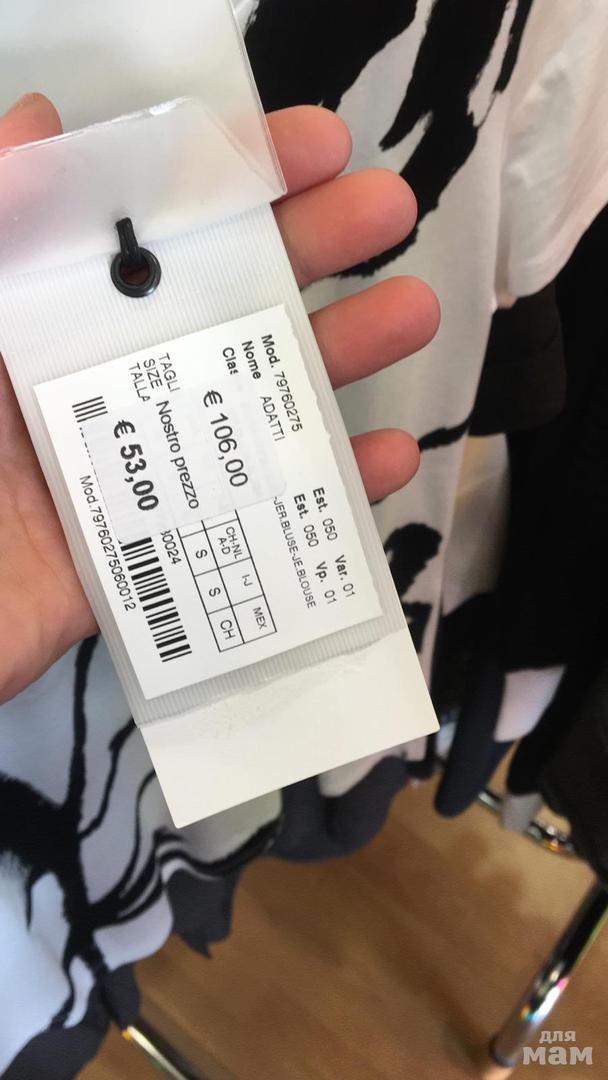 Mod. 79760275
Nome ADATTI
Est. 050 Var. 01
Est. 050 Vp. 01
JER.BLUSE-JE.BLOUSE
€ 106,00
Nostro prezzo
€ 53,00
TAGLI
SIZE
TALLA
CH-NL I-J MEX
A-D
S S CH
Mod.79760275060012
для
мам